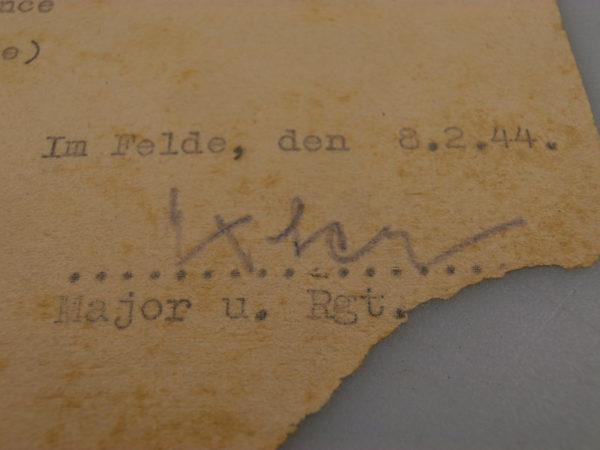 nce
e)
Im Felde, den 8.2.44.
....................
Major u. Rgt.